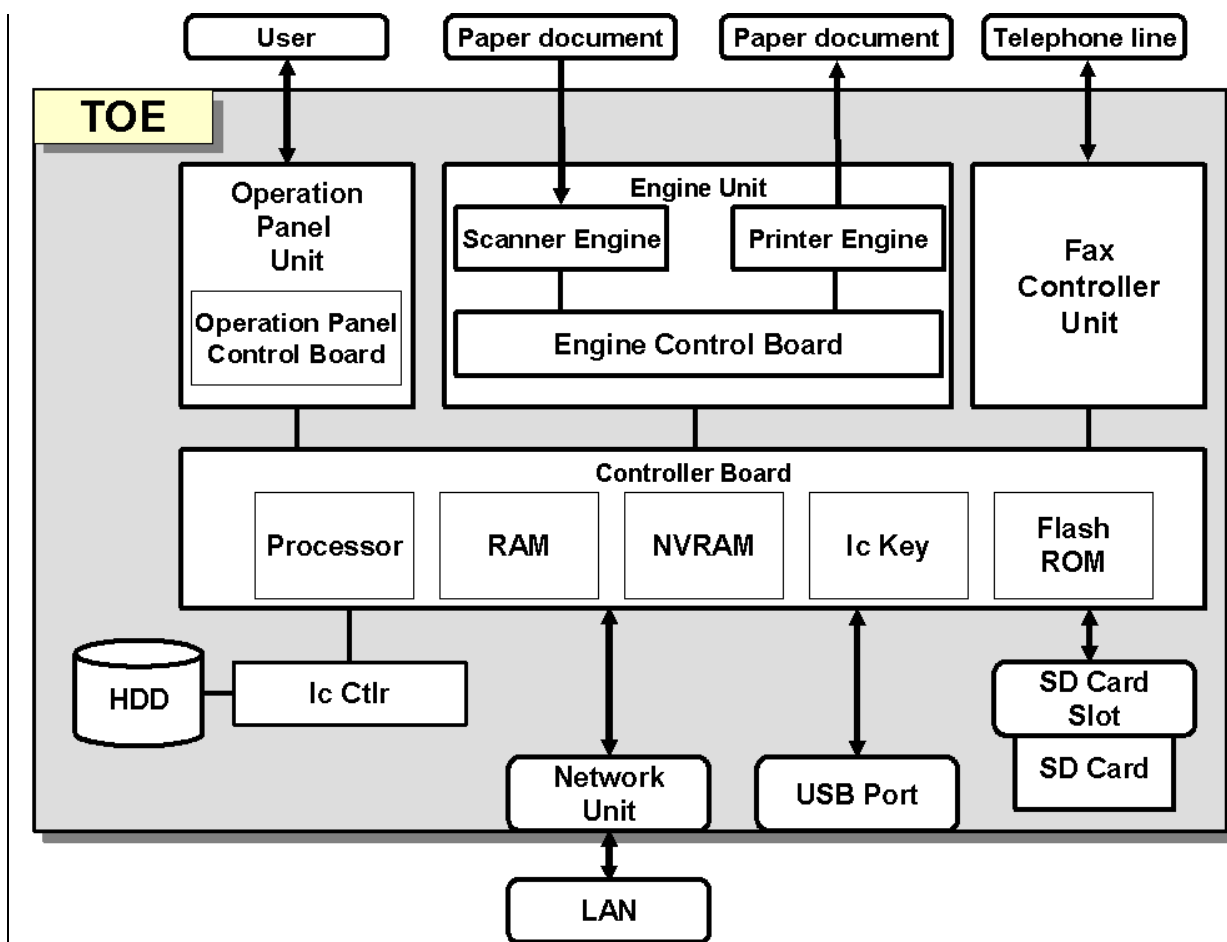 User
Paper document
Paper document
Telephone line
TOE
Operation
Panel
Unit
Operation Panel
Control Board
Engine Unit
Scanner Engine
Printer Engine
Engine Control Board
Fax
Controller
Unit
Controller Board
Processor
RAM
NVRAM
Ic Key
Flash
ROM
HDD
Ic Ctlr
Network
Unit
USB Port
SD Card
Slot
SD Card
LAN